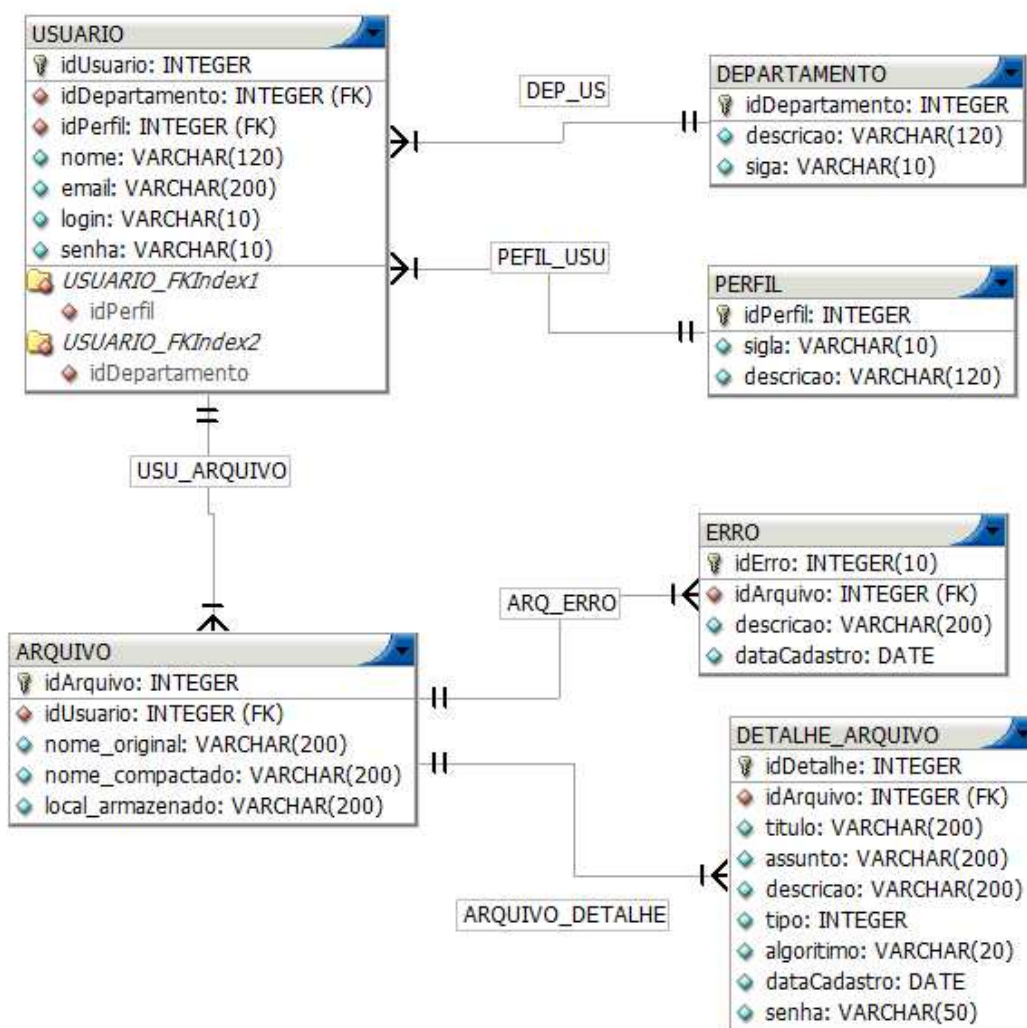 USUARIO
idUsuario: INTEGER
idDepartamento: INTEGER (FK)
idPerfil: INTEGER (FK)
nome: VARCHAR(120)
email: VARCHAR(200)
login: VARCHAR(10)
senha: VARCHAR(10)
USUARIO_FKIndex1
idPerfil
USUARIO_FKIndex2
idDepartamento
DEP_US
DEPARTAMENTO
idDepartamento: INTEGER
descricao: VARCHAR(120)
siga: VARCHAR(10)
PEFIL_USU
PERFIL
idPerfil: INTEGER
sigla: VARCHAR(10)
descricao: VARCHAR(120)
USU_ARQUIVO
ARQUIVO
idArquivo: INTEGER
idUsuario: INTEGER (FK)
nome_original: VARCHAR(200)
nome_compactado: VARCHAR(200)
local_armazenado: VARCHAR(200)
ARQ_ERRO
ERRO
idErro: INTEGER(10)
idArquivo: INTEGER (FK)
descricao: VARCHAR(200)
dataCadastro: DATE
ARQUIVO_DETALHE
DETALHE_ARQUIVO
idDetalhe: INTEGER
idArquivo: INTEGER (FK)
titulo: VARCHAR(200)
assunto: VARCHAR(200)
descricao: VARCHAR(200)
tipo: INTEGER
algoritimo: VARCHAR(20)
dataCadastro: DATE
senha: VARCHAR(50)